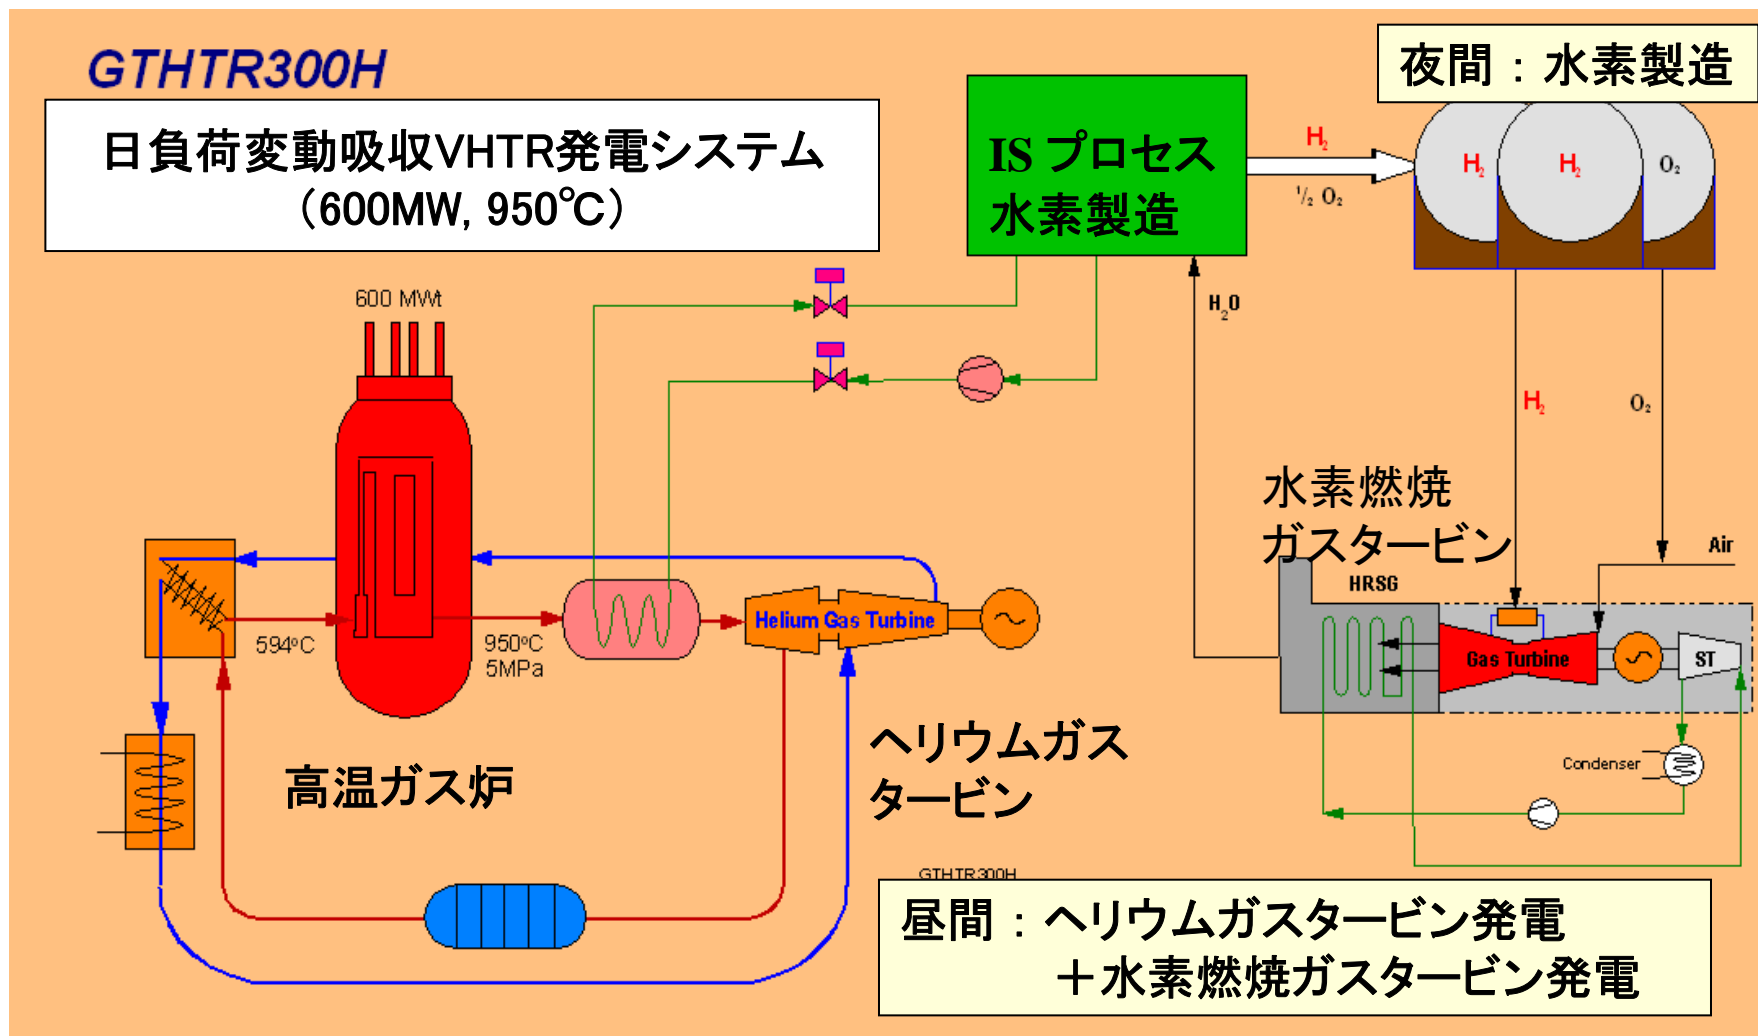 GTHTR300H
夜間：水素製造
日負荷変動吸収VHTR発電システム
（600MW, 950℃）
IS プロセス
水素製造
H₂
½ O₂
H₂
H₂
O₂
600 MWt
H₂O
H₂
O₂
水素燃焼
ガスタービン
Air
HRSG
594°C
950°C
5MPa
Helium Gas Turbine
Gas Turbine
ST
Condenser
高温ガス炉
ヘリウムガス
タービン
GTHTR300H
昼間：ヘリウムガスタービン発電
＋水素燃焼ガスタービン発電